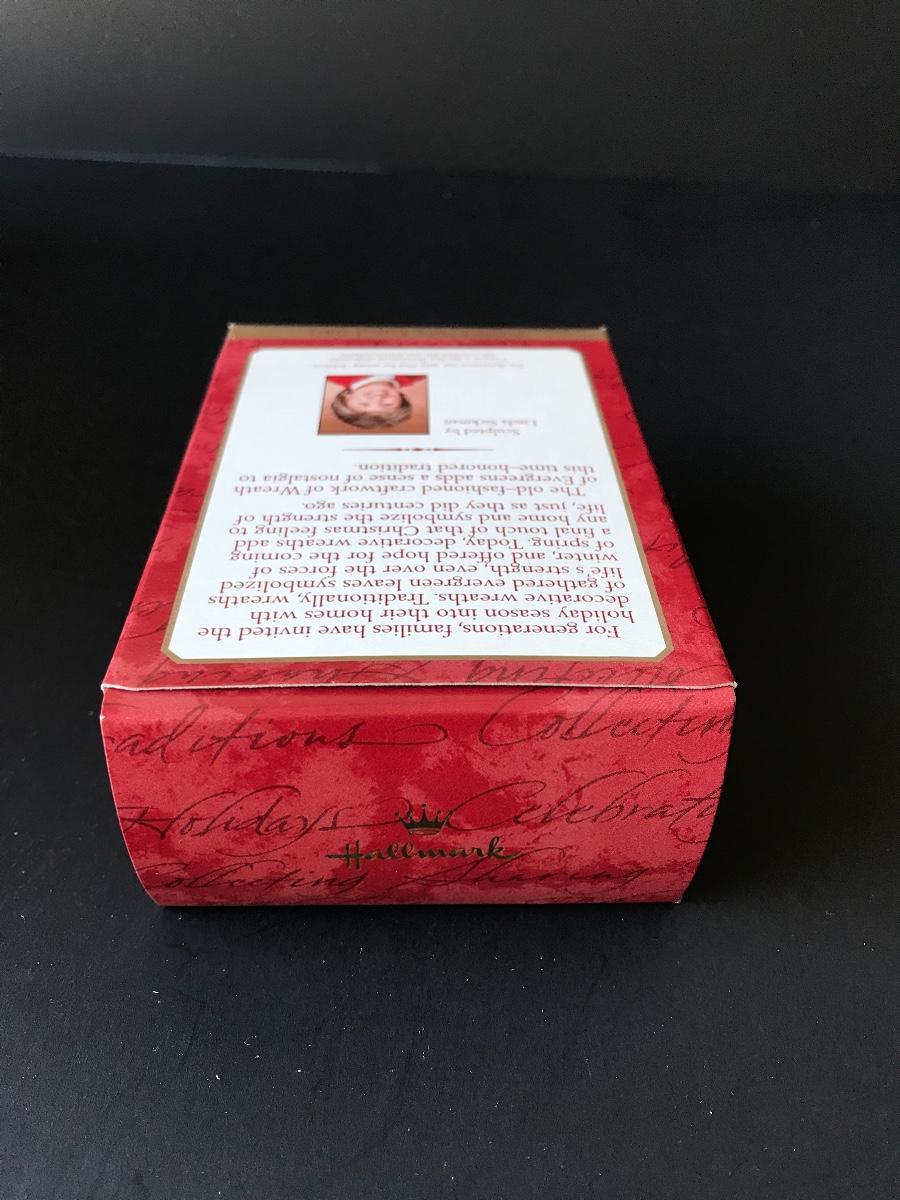 For generations, families have invited the
holiday season into their homes with
decorative wreaths. Traditionally, wreaths
of gathered evergreen leaves symbolized
life's strength, even over the forces of
winter, and offered hope for the coming
of spring. Today, decorative wreaths add
a final touch of that Christmas feeling to
any home and symbolize the strength of
life, just as they did centuries ago.
The old-fashioned craftwork of Wreath
of Evergreens adds a sense of nostalgia to
this time-honored tradition.
Sculpted by
Linda Sickman
aditions Collectin
Holidays Celebrati
Hallmark
Collecting Sharing